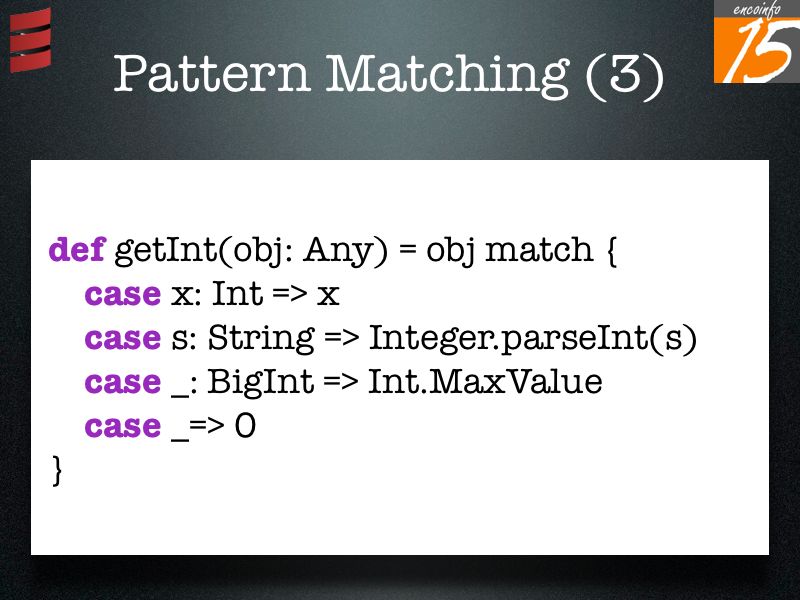 encoinfo
15
Pattern Matching (3)
def getInt(obj: Any) = obj match {
case x: Int => x
case s: String => Integer.parseInt(s)
case _: BigInt => Int.MaxValue
case _=> 0
}